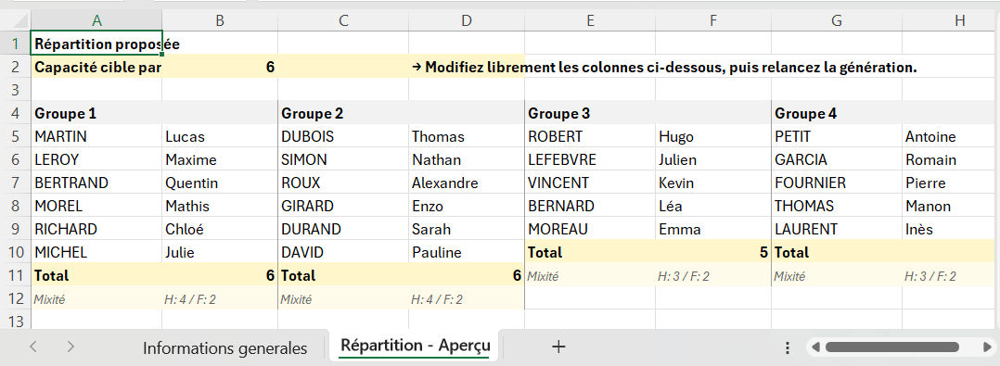 A B C D E F G H
1 Répartition proposée
2 Capacité cible par 6 → Modifiez librement les colonnes ci-dessous, puis relancez la génération.
3
4 Groupe 1 Groupe 2 Groupe 3 Groupe 4
5 MARTIN Lucas DUBOIS Thomas ROBERT Hugo PETIT Antoine
6 LEROY Maxime SIMON Nathan LEFEBVRE Julien GARCIA Romain
7 BERTRAND Quentin ROUX Alexandre VINCENT Kevin FOURNIER Pierre
8 MOREL Mathis GIRARD Enzo BERNARD Léa THOMAS Manon
9 RICHARD Chloé DURAND Sarah MOREAU Emma LAURENT Inès
10 MICHEL Julie DAVID Pauline Total 5 Total
11 Total 6 Total 6 Mixité H: 3 / F: 2 Mixité H: 3 / F: 2
12 Mixité H: 4 / F: 2 Mixité H: 4 / F: 2
13
Informations generales Répartition - Aperçu